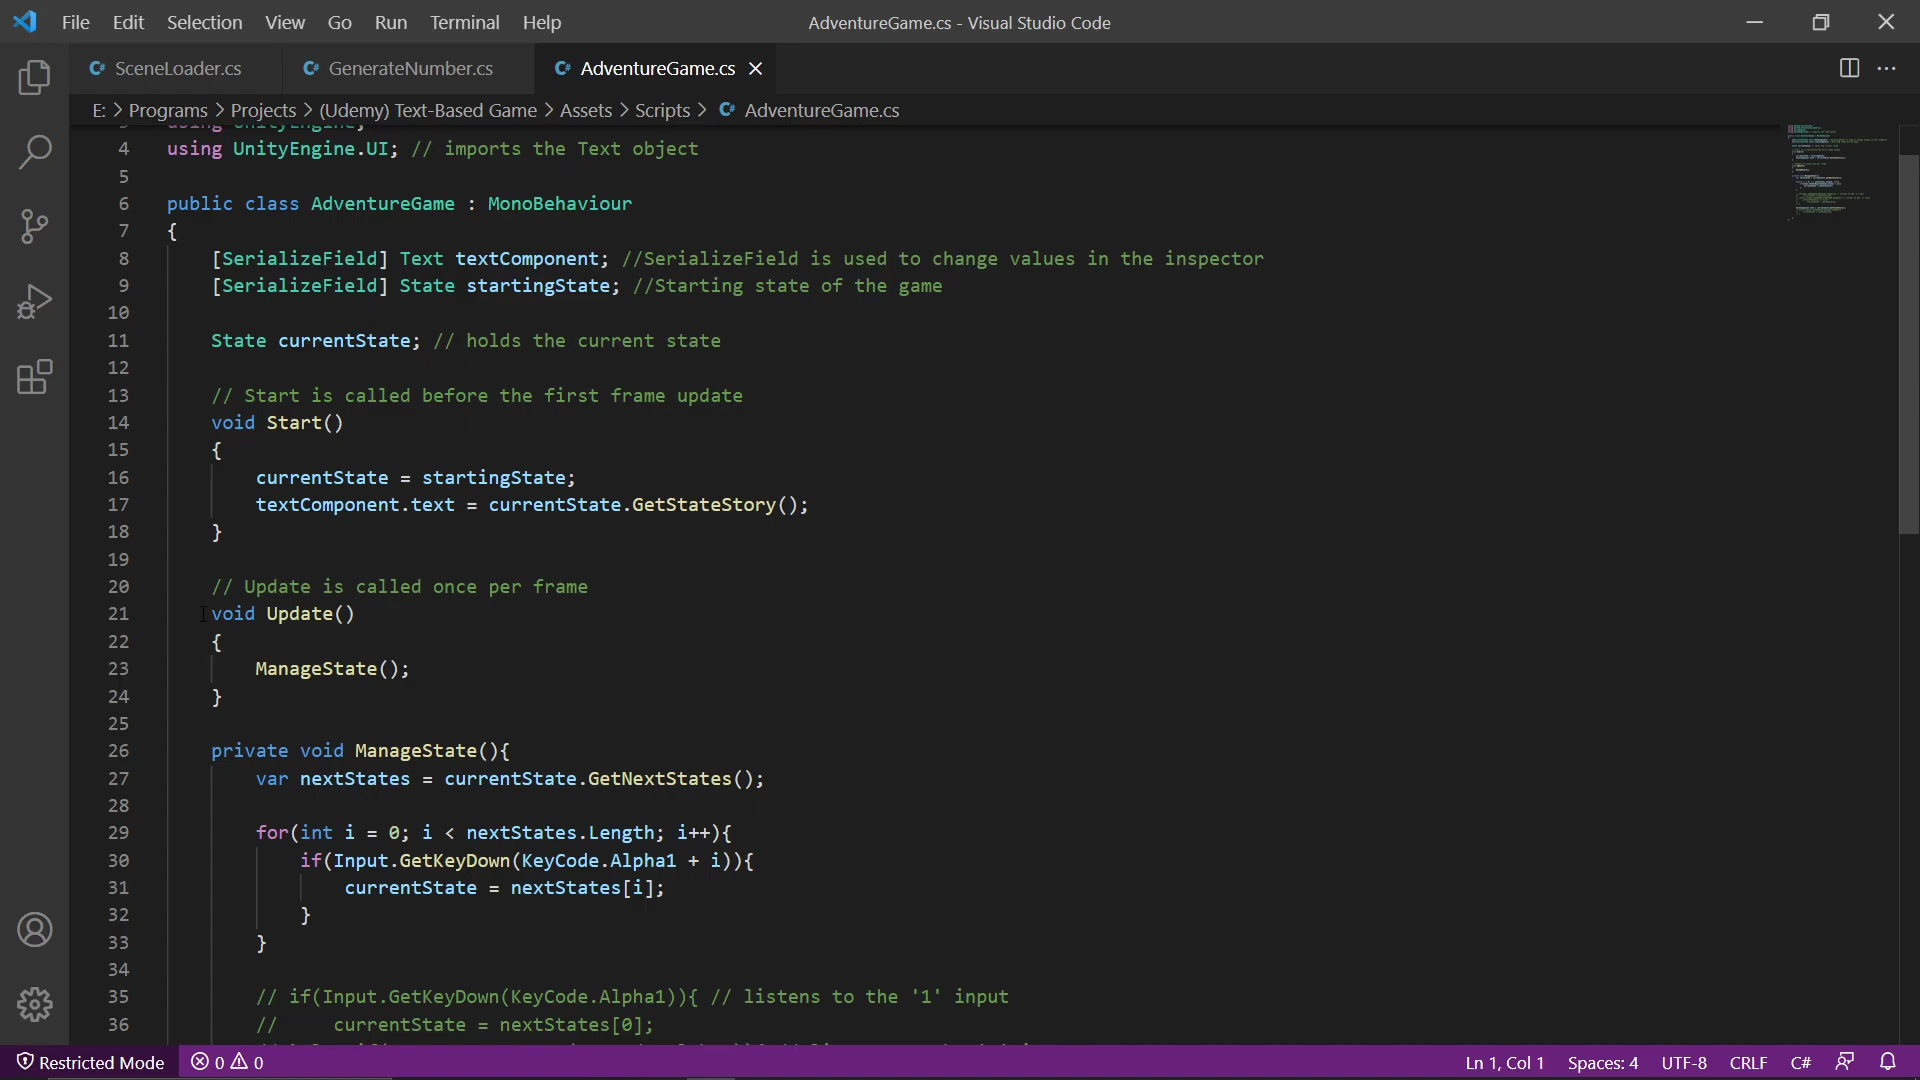 File Edit Selection View Go Run Terminal Help AdventureGame.cs - Visual Studio Code
C# SceneLoader.cs C# GenerateNumber.cs C# AdventureGame.cs
E: > Programs > Projects > (Udemy) Text-Based Game > Assets > Scripts > C# AdventureGame.cs
3 using UnityEngine;
4 using UnityEngine.UI; // imports the Text object
5
6 public class AdventureGame : MonoBehaviour
7 {
8 [SerializeField] Text textComponent; //SerializeField is used to change values in the inspector
9 [SerializeField] State startingState; //Starting state of the game
10
11 State currentState; // holds the current state
12
13 // Start is called before the first frame update
14 void Start()
15 {
16 currentState = startingState;
17 textComponent.text = currentState.GetStateStory();
18 }
19
20 // Update is called once per frame
21 void Update()
22 {
23 ManageState();
24 }
25
26 private void ManageState(){
27 var nextStates = currentState.GetNextStates();
28
29 for(int i = 0; i < nextStates.Length; i++){
30 if(Input.GetKeyDown(KeyCode.Alpha1 + i)){
31 currentState = nextStates[i];
32 }
33 }
34
35 // if(Input.GetKeyDown(KeyCode.Alpha1)){ // listens to the '1' input
36 // currentState = nextStates[0];
Restricted Mode 0 0 Ln 1, Col 1 Spaces: 4 UTF-8 CRLF C#